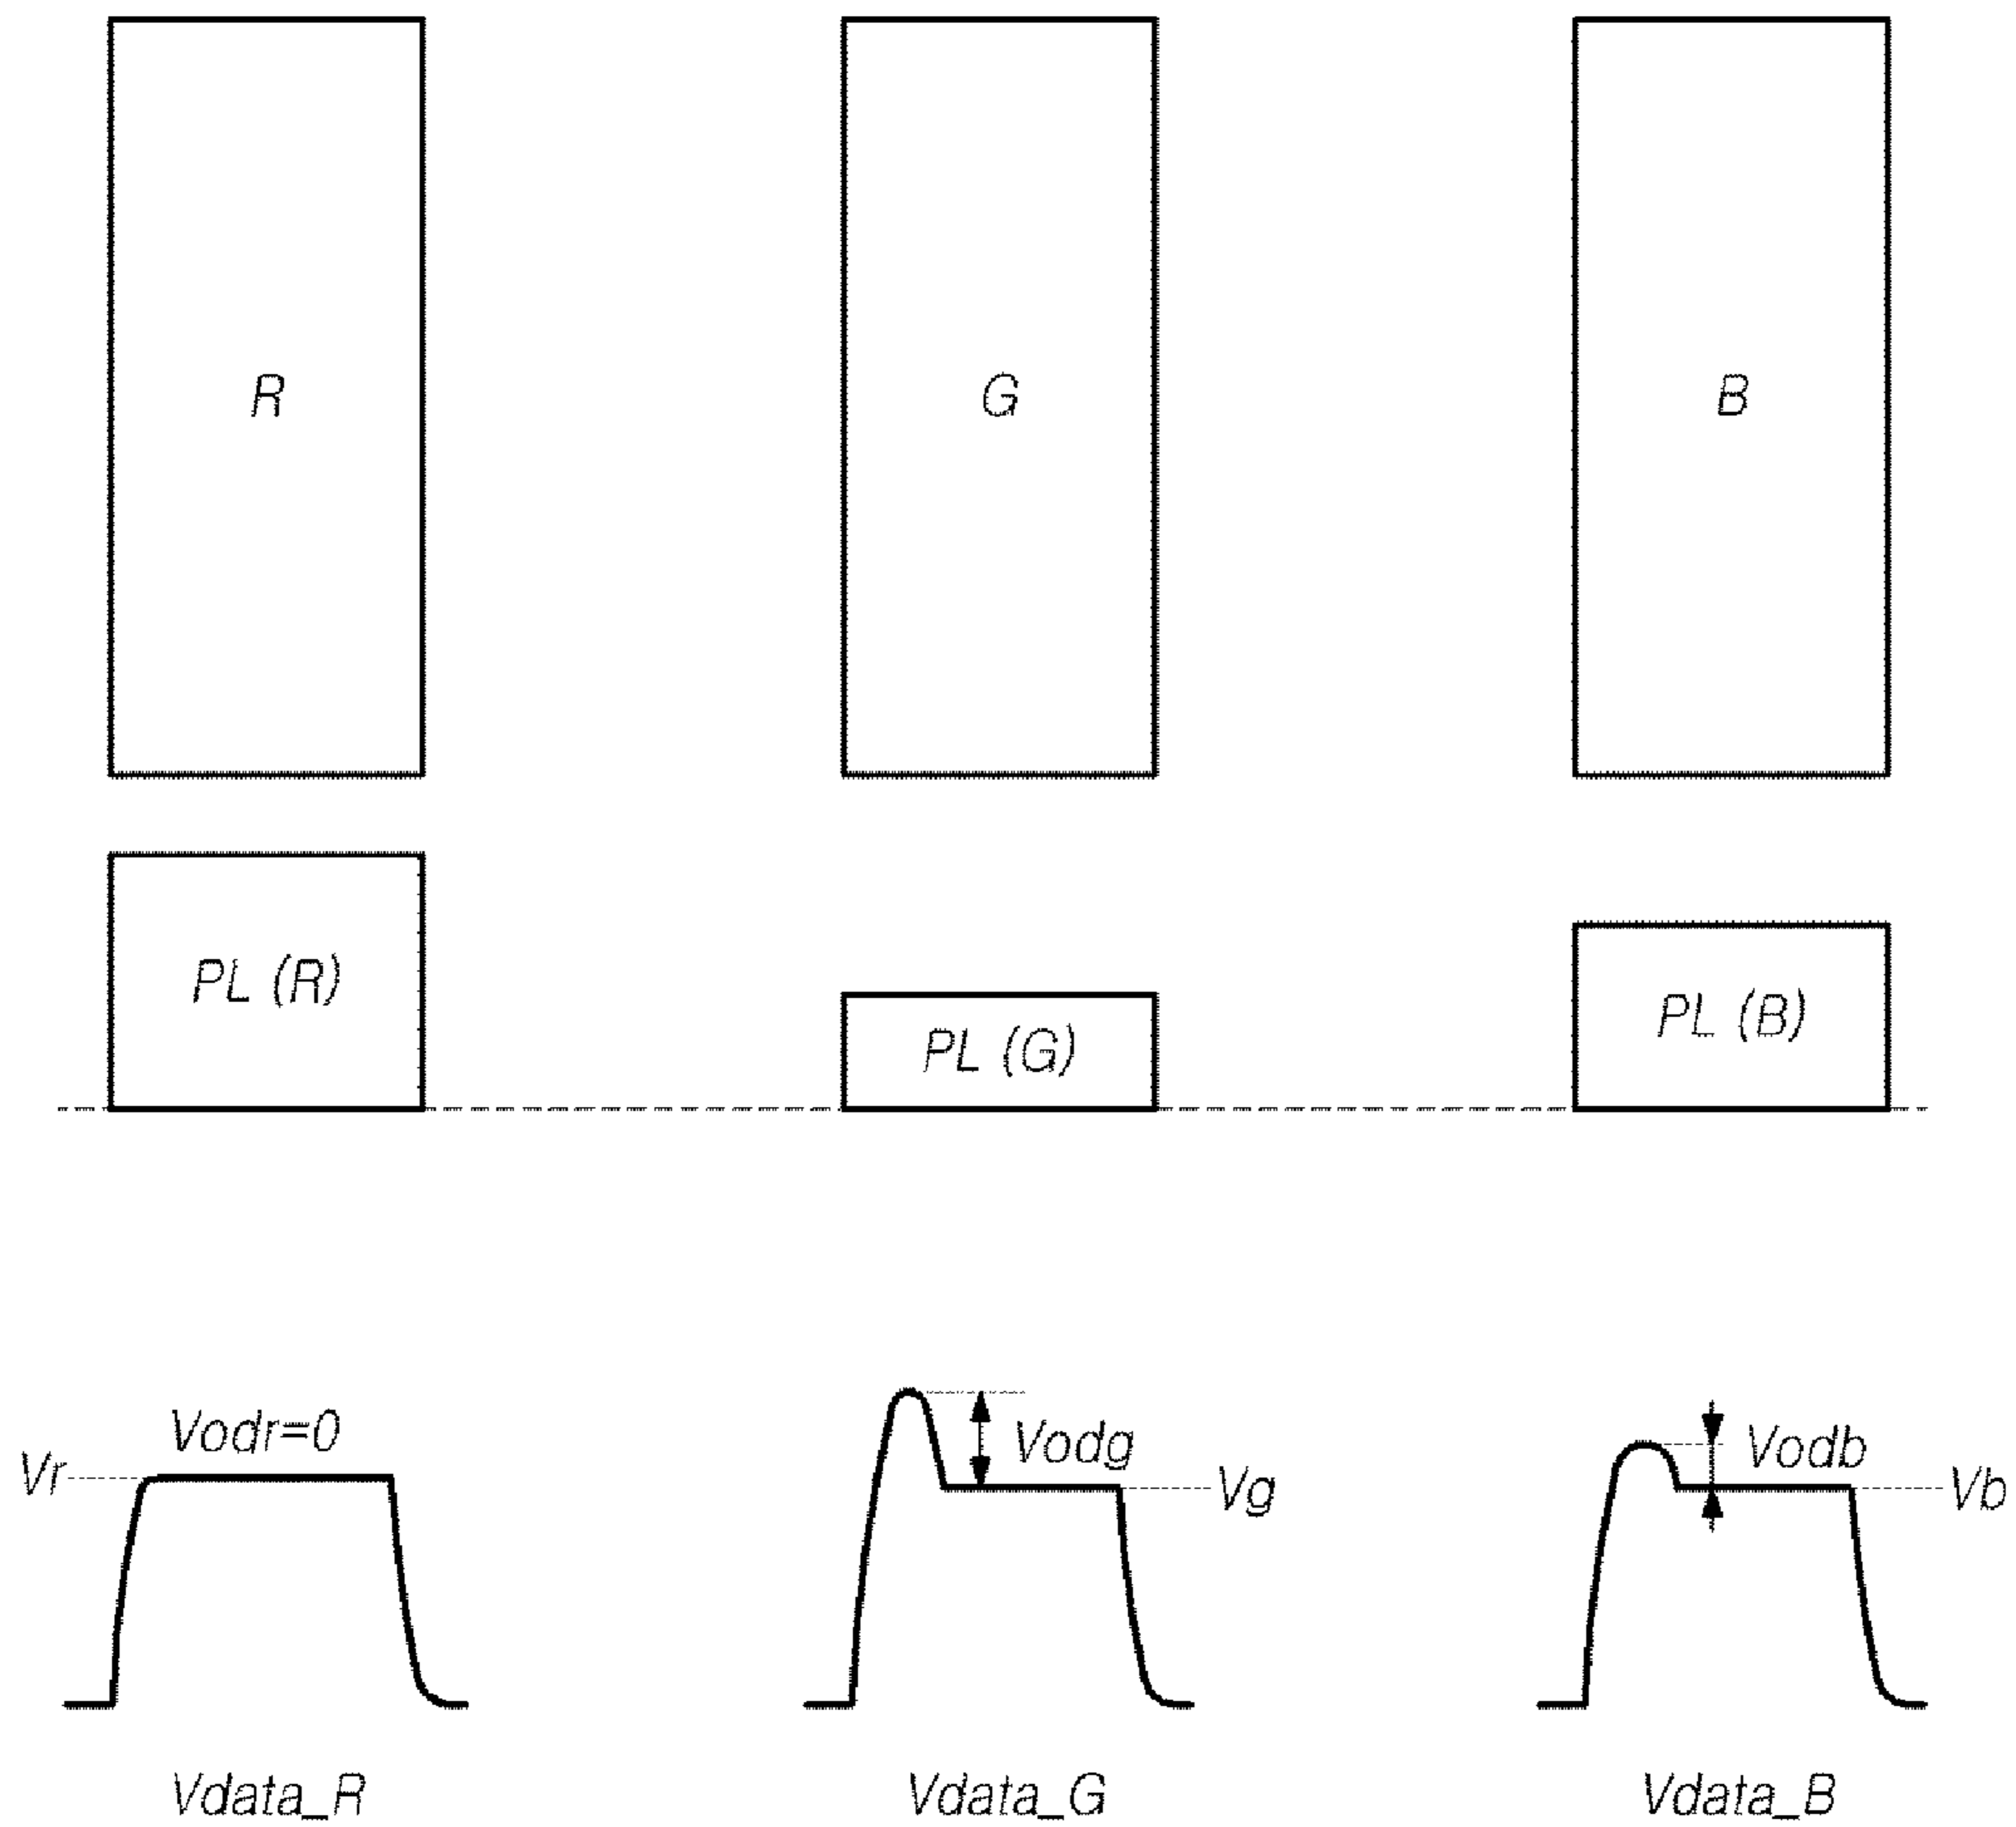 R
G
B
PL (R)
PL (G)
PL (B)
Vodr=0
Vr
Vodg
Vg
Vodb
Vb
Vdata_R
Vdata_G
Vdata_B